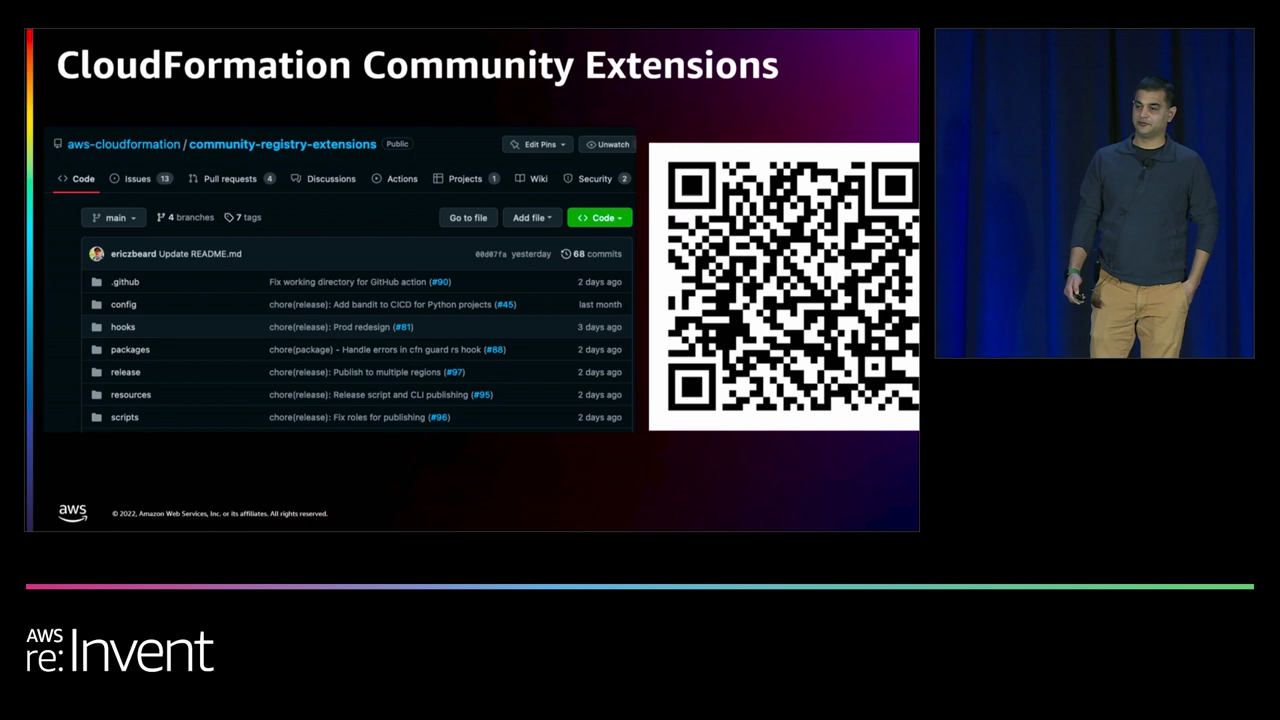 CloudFormation Community Extensions
aws-cloudformation / community-registry-extensions Public Edit Pins Unwatch
Code Issues 13 Pull requests 4 Discussions Actions Projects 1 Wiki Security 2
main 4 branches 7 tags Go to file Add file Code
ericzbeard Update README.md 00d07fa yesterday 68 commits
.github Fix working directory for GitHub action (#90) 2 days ago
config chore(release): Add bandit to CICD for Python projects (#45) last month
hooks chore(release): Prod redesign (#81) 3 days ago
packages chore(package) - Handle errors in cfn guard rs hook (#88) 2 days ago
release chore(release): Publish to multiple regions (#97) 2 days ago
resources chore(release): Release script and CLI publishing (#95) 2 days ago
scripts chore(release): Fix roles for publishing (#96) 2 days ago
aws © 2022, Amazon Web Services, Inc. or its affiliates. All rights reserved.
AWS
re:Invent